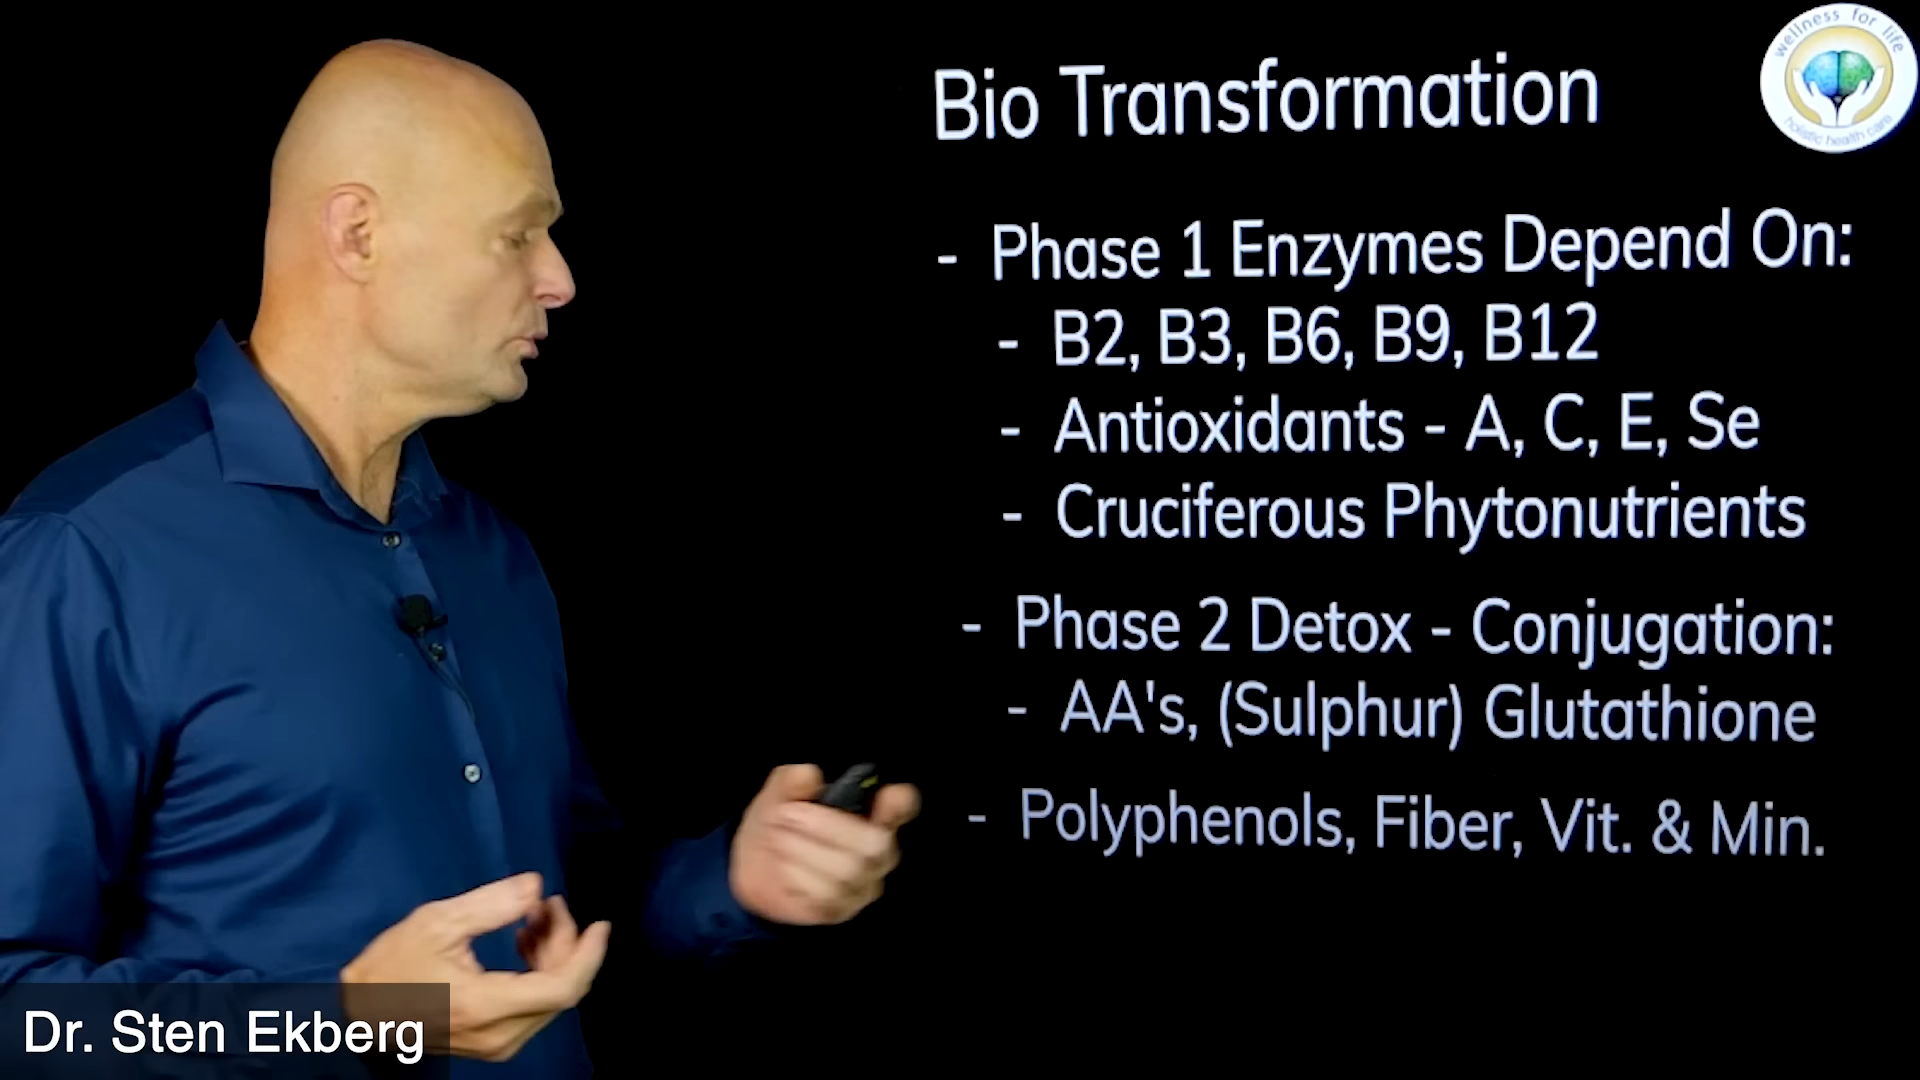 wellness for life
holistic health care
Bio Transformation
- Phase 1 Enzymes Depend On:
- B2, B3, B6, B9, B12
- Antioxidants - A, C, E, Se
- Cruciferous Phytonutrients
- Phase 2 Detox - Conjugation:
- AA's, (Sulphur) Glutathione
- Polyphenols, Fiber, Vit. & Min.
Dr. Sten Ekberg